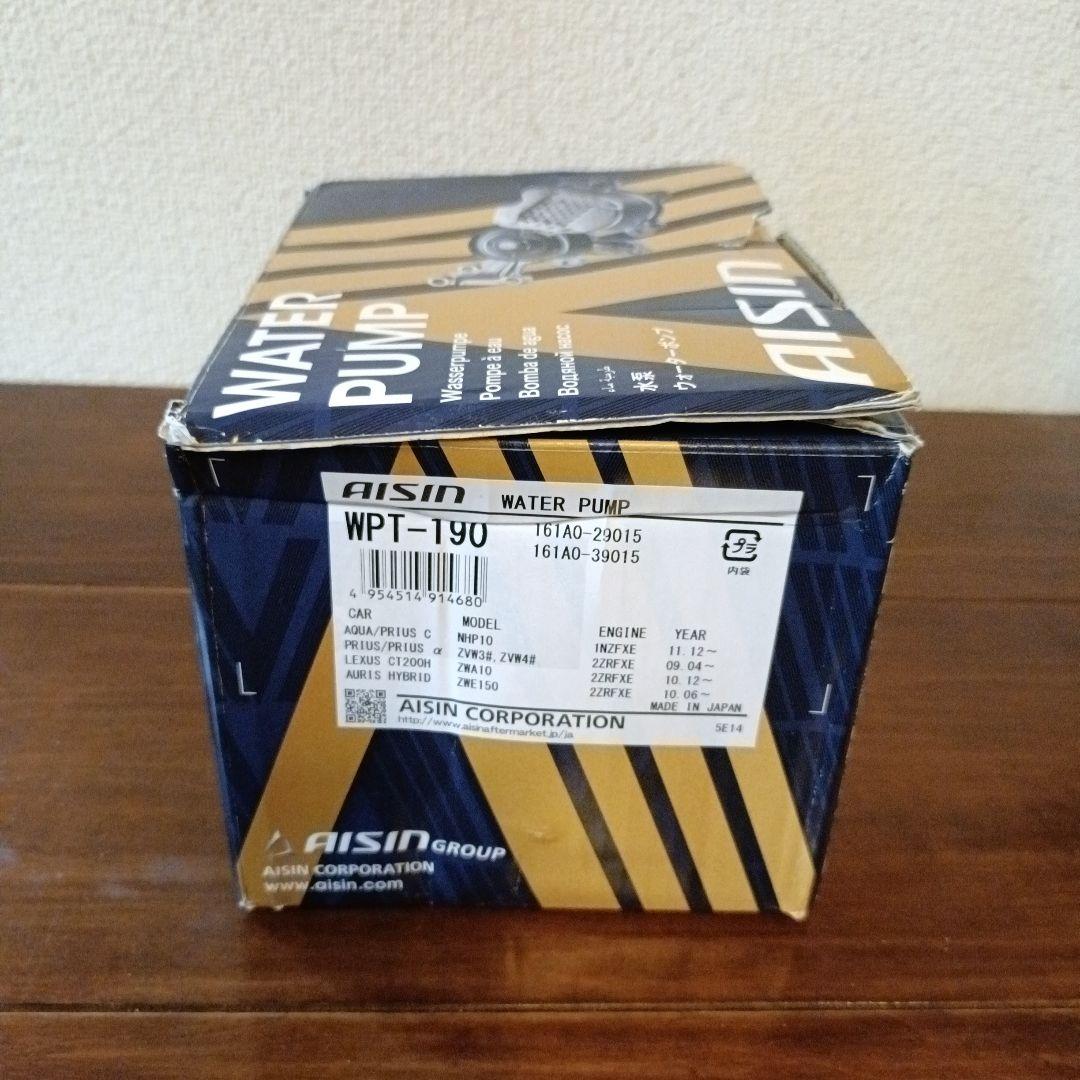 WATER
PUMP
Wasserpumpe
Pompe à eau
Bomba de agua
Водяной насос
水泵
ウォーターポンプ
AISIN
AISIN WATER PUMP
WPT-190 161A0-29015
161A0-39015
プラ
内袋
4 954514 914680
CAR MODEL ENGINE YEAR
AQUA/PRIUS C NHP10 1NZFXE 11.12~
PRIUS/PRIUS α ZVW3#,ZVW4# 2ZRFXE 09.04~
LEXUS CT200H ZWA10 2ZRFXE 10.12~
AURIS HYBRID ZWE150 2ZRFXE 10.06~
MADE IN JAPAN
AISIN CORPORATION
http://www.aisinaftermarket.jp/ja 5E14
AISIN GROUP
AISIN CORPORATION
www.aisin.com